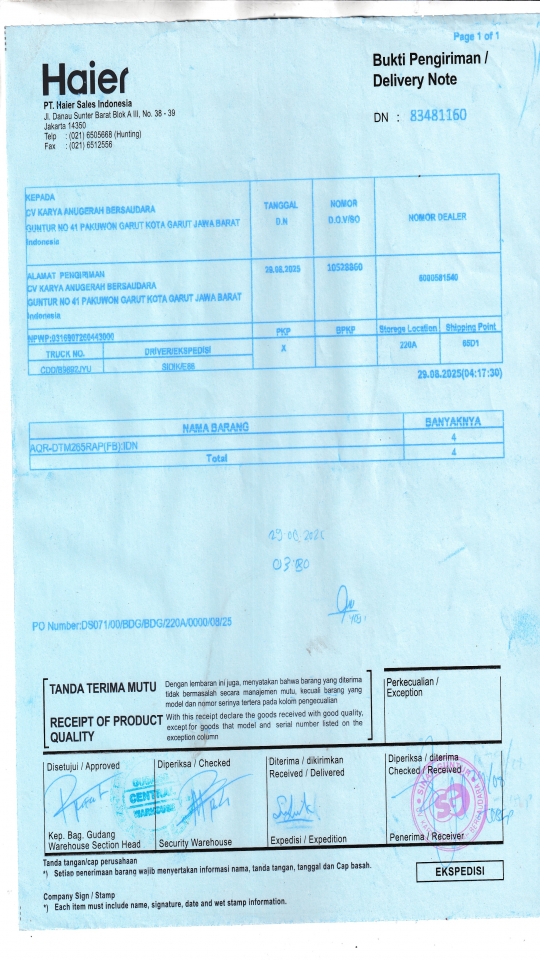 Page 1 of 1
Haier
Bukti Pengiriman /
Delivery Note
PT. Haier Sales Indonesia
Jl. Danau Sunter Barat Blok A III, No. 38 - 39
Jakarta 14350
Telp : (021) 6505668 (Hunting)
Fax : (021) 6512556
DN : 83481160
KEPADA
CV KARYA ANUGERAH BERSAUDARA
GUNTUR NO 41 PAKUWON GARUT KOTA GARUT JAWA BARAT
Indonesia
TANGGAL
D.N
NOMOR
D.O.V/SO
NOMOR DEALER
ALAMAT PENGIRIMAN
CV KARYA ANUGERAH BERSAUDARA
GUNTUR NO 41 PAKUWON GARUT KOTA GARUT JAWA BARAT
Indonesia
29.08.2025
10539860
PKP
BPKP
Storege Location
Shipping Point
TRUCK NO.
DRIVER/EKSPEDISI
X
220A
SIDIK/E86
29.08.2025(04:17:30)
NAMA BARANG
BANYAKNYA
AQR-DTM265RAP(FB):IDN
4
Total
4
PO Number:DS071/00/BDG/BDG/220A/0000/08/25
TANDA TERIMA MUTU
Dengan lembaran ini juga, menyatakan bahwa barang yang diterima
tidak bermasalah secara manajemen mutu, kecuali barang yang
model dan nomor serinya tertera pada kolom pengecualian
RECEIPT OF PRODUCT
QUALITY
With this receipt declare the goods received with good quality,
except for goods that model and serial number listed on the
exception column
Perkecualian /
Exception
Disetujui / Approved
Diperiksa / Checked
Diterima / dikirimkan
Received / Delivered
Diperiksa / diterima
Checked / Received
Kep. Bag. Gudang
Warehouse Section Head
Security Warehouse
Expedisi / Expedition
Penerima / Receiver
Tanda tangan/cap perusahaan
*) Setiap penerimaan barang wajib menyertakan informasi nama, tanda tangan, tanggal dan Cap basah.
EKSPEDISI
Company Sign / Stamp
*) Each item must include name, signature, date and wet stamp information.